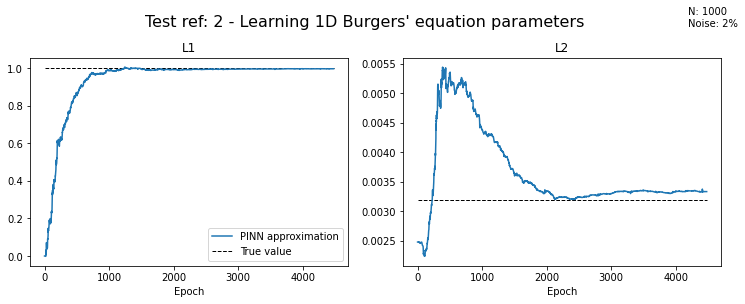 Test ref: 2 - Learning 1D Burgers' equation parameters
N: 1000
Noise: 2%
L1
1.0
0.8
0.6
0.4
0.2
0.0
0 1000 2000 3000 4000
Epoch
PINN approximation
True value
L2
0.0055
0.0050
0.0045
0.0040
0.0035
0.0030
0.0025
0 1000 2000 3000 4000
Epoch